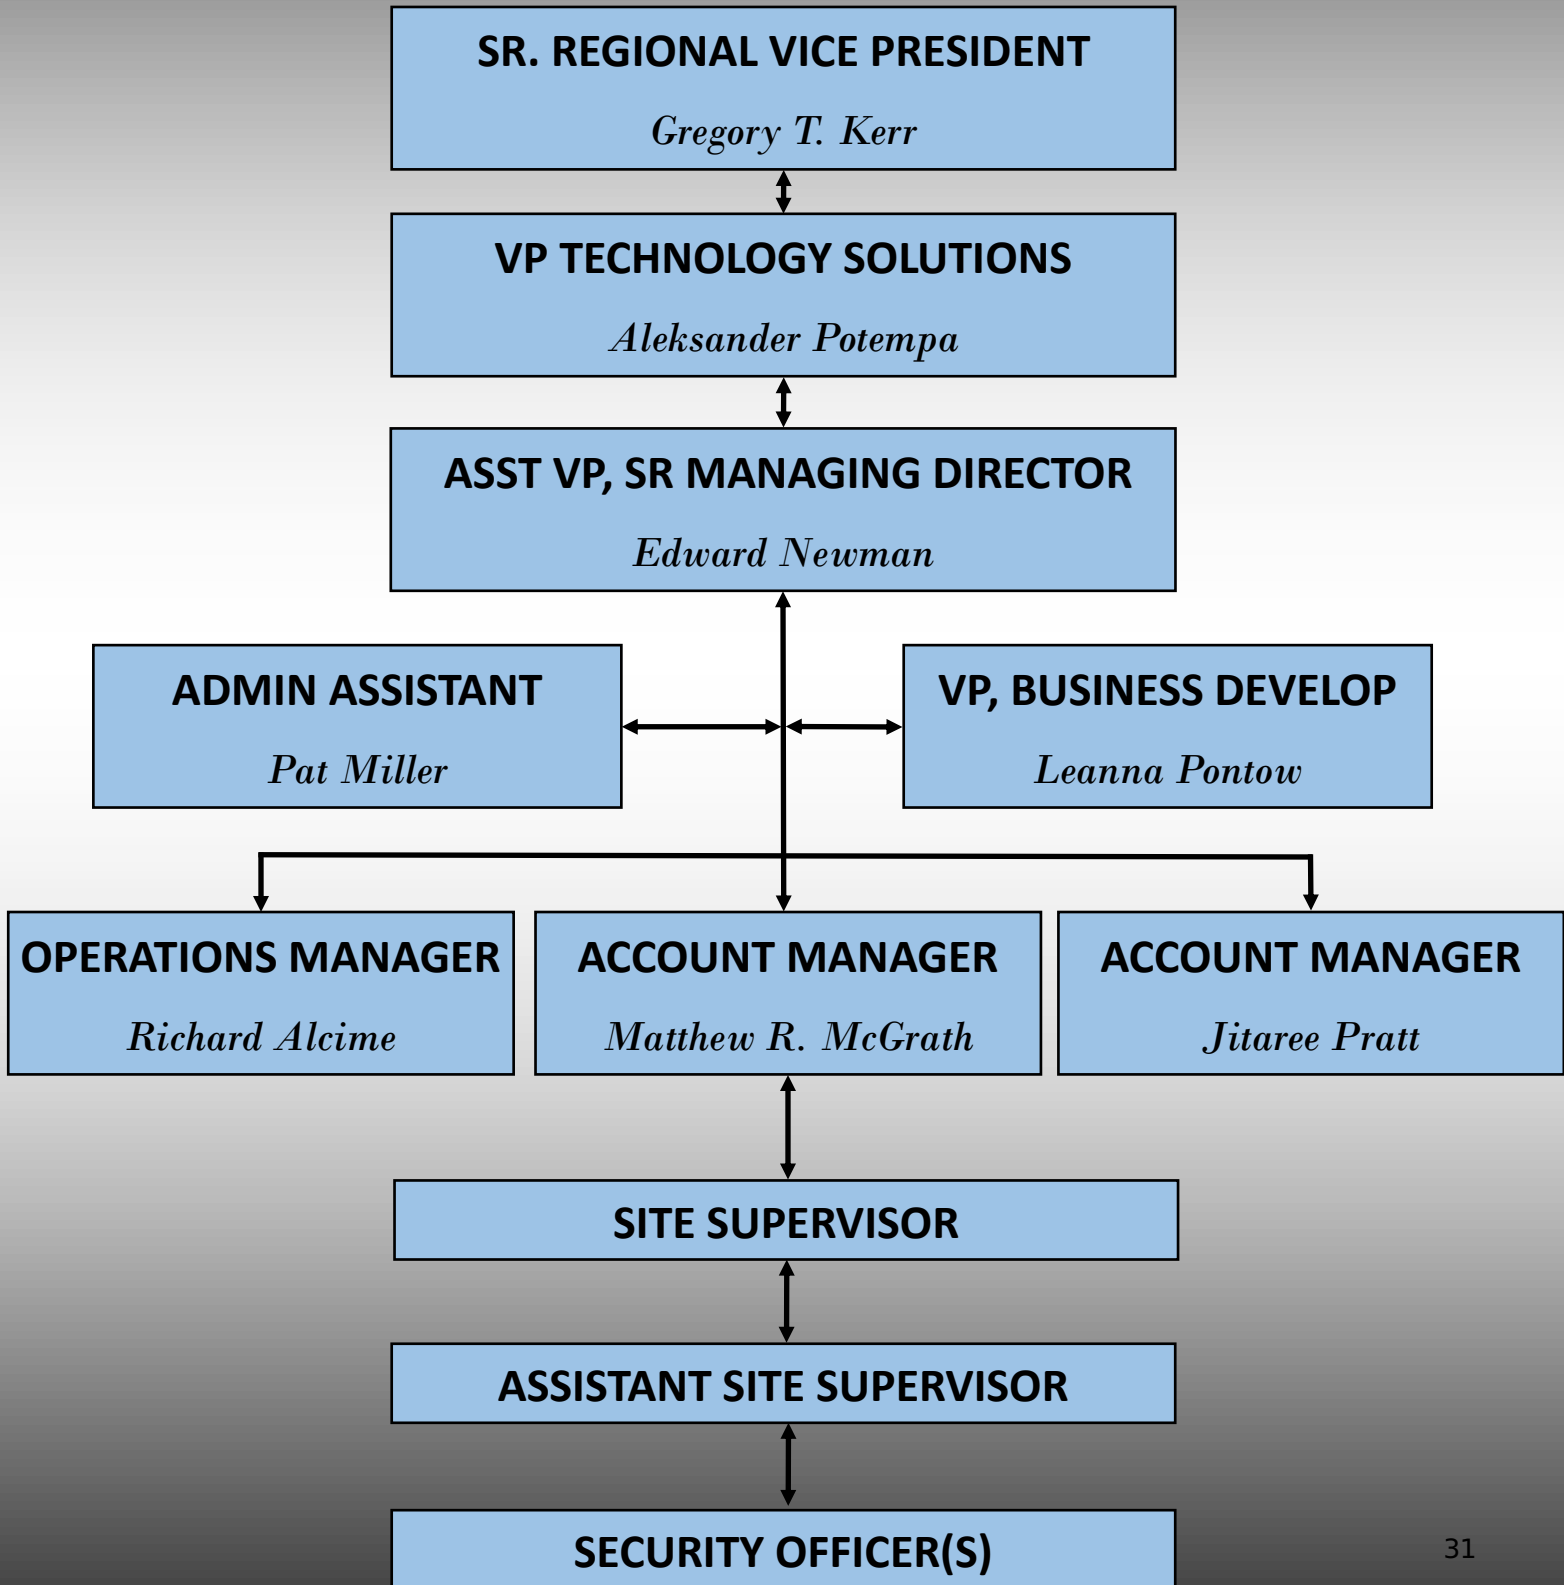 SR. REGIONAL VICE PRESIDENT
Gregory T. Kerr
VP TECHNOLOGY SOLUTIONS
Aleksander Potempa
ASST VP, SR MANAGING DIRECTOR
Edward Newman
ADMIN ASSISTANT
Pat Miller
VP, BUSINESS DEVELOP
Leanna Pontow
OPERATIONS MANAGER
Richard Alcime
ACCOUNT MANAGER
Matthew R. McGrath
ACCOUNT MANAGER
Jitaree Pratt
SITE SUPERVISOR
ASSISTANT SITE SUPERVISOR
SECURITY OFFICER(S)
31